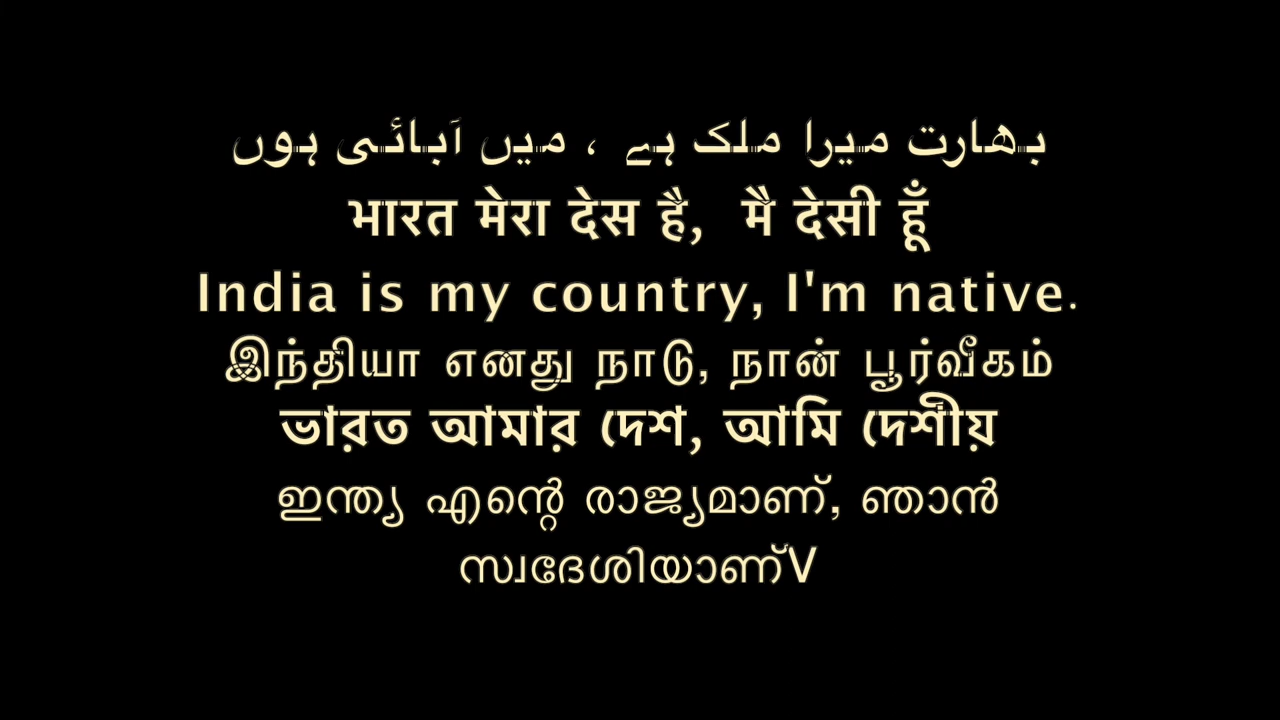 بھارت میرا ملک ہے ، میں آبائی ہوں
भारत मेरा देस है, मै देसी हूँ
India is my country, I'm native.
இந்தியா எனது நாடு, நான் பூர்வீகம்
ভারত আমার দেশ, আমি দেশীয়
ഇന്ത്യ എന്റെ രാജ്യമാണ്, ഞാൻ
സ്വദേശിയാണ്V